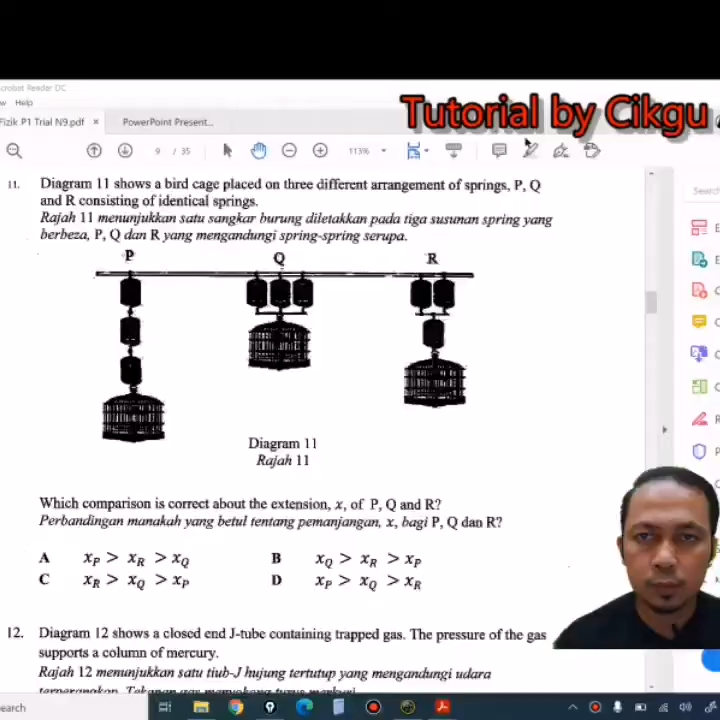 crobat Reader DC
w Help
Tutorial by Cikgu
Fizik P1 Trial N9.pdf × PowerPoint Present...
9 / 35 113%
11. Diagram 11 shows a bird cage placed on three different arrangement of springs, P, Q
and R consisting of identical springs.
Rajah 11 menunjukkan satu sangkar burung diletakkan pada tiga susunan spring yang
berbeza, P, Q dan R yang mengandungi spring-spring serupa.
P Q R
Diagram 11
Rajah 11
Which comparison is correct about the extension, x, of P, Q and R?
Perbandingan manakah yang betul tentang pemanjangan, x, bagi P, Q dan R?
A xP > xR > xQ B xQ > xR > xP
C xR > xQ > xP D xP > xQ > xR
12. Diagram 12 shows a closed end J-tube containing trapped gas. The pressure of the gas
supports a column of mercury.
Rajah 12 menunjukkan satu tiub-J hujung tertutup yang mengandungi udara
Search
earch